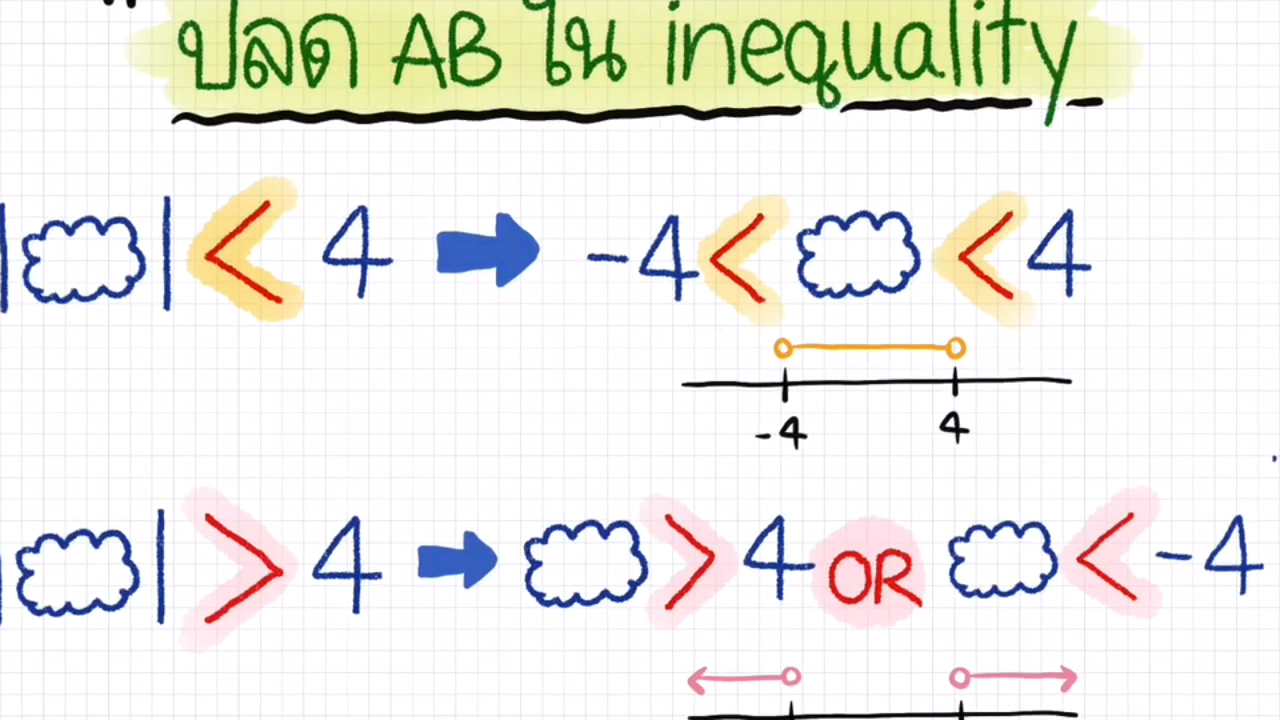 ปลด AB ใน inequality
| | < 4 → -4 < < 4
-4 4
| > 4 → > 4 OR < -4